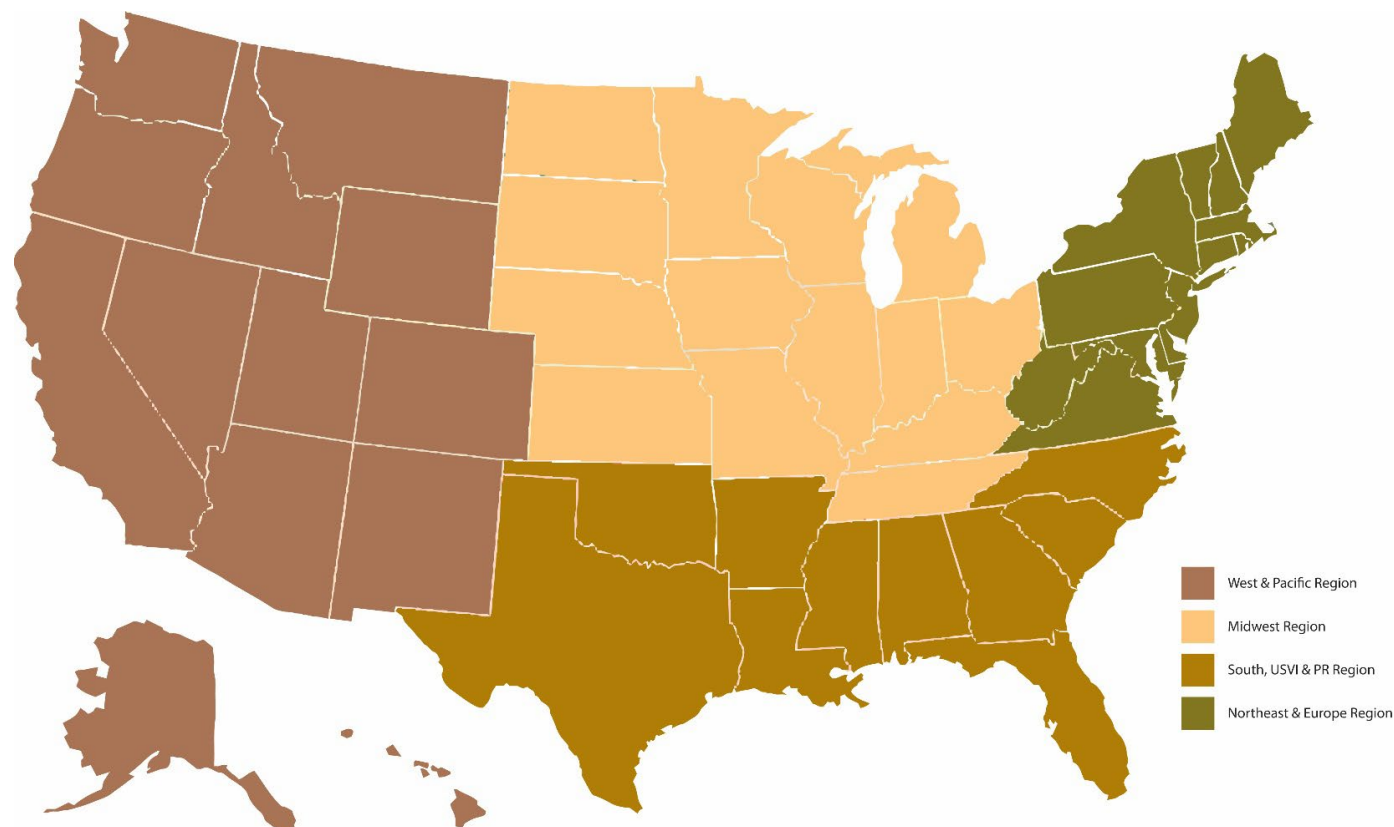 West & Pacific Region
Midwest Region
South, USVI & PR Region
Northeast & Europe Region